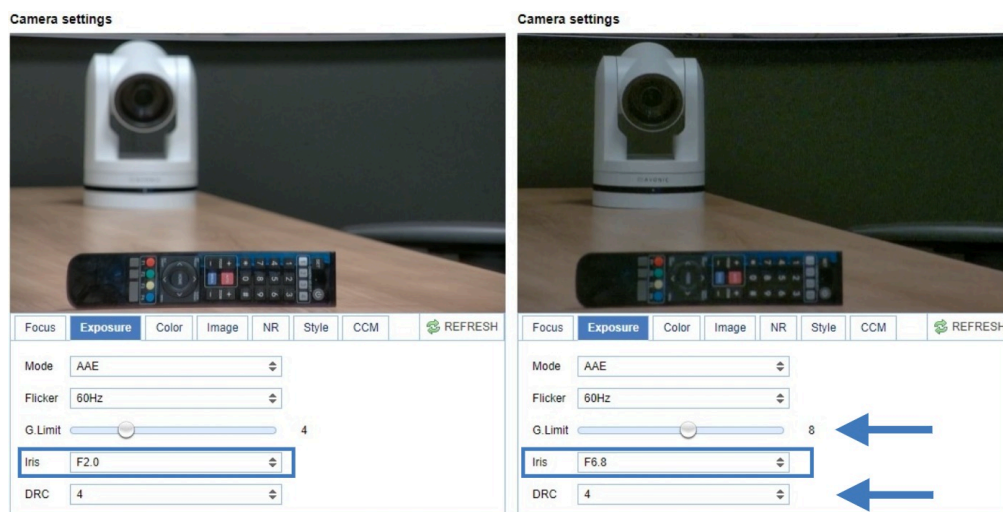 Camera settings
Focus Exposure Color Image NR Style CCM REFRESH
Mode AAE
Flicker 60Hz
G.Limit 4
Iris F2.0
DRC 4
Camera settings
Focus Exposure Color Image NR Style CCM REFRESH
Mode AAE
Flicker 60Hz
G.Limit 8
Iris F6.8
DRC 4